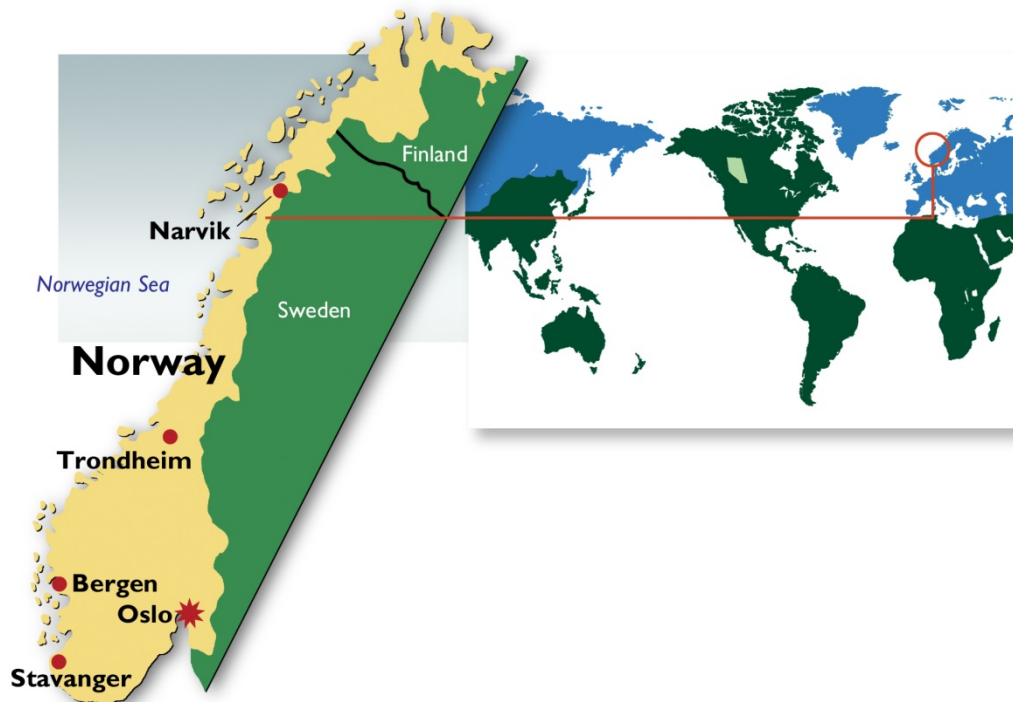 Finland
Narvik
Norwegian Sea
Sweden
Norway
Trondheim
Bergen
Oslo
Stavanger